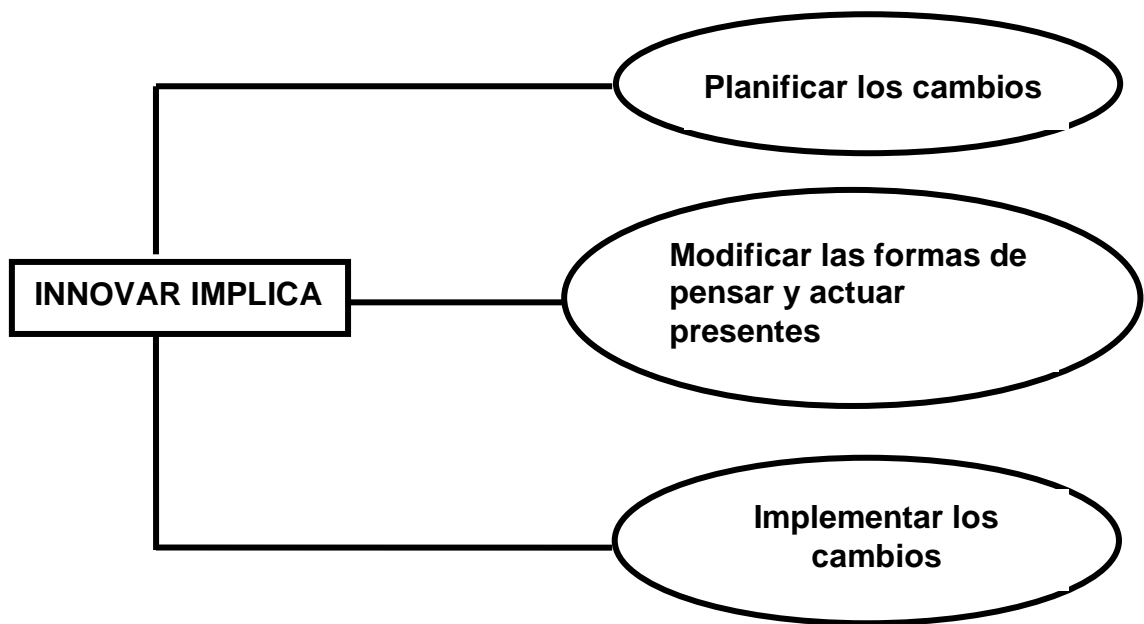 Planificar los cambios
INNOVAR IMPLICA
Modificar las formas de
pensar y actuar
presentes
Implementar los
cambios